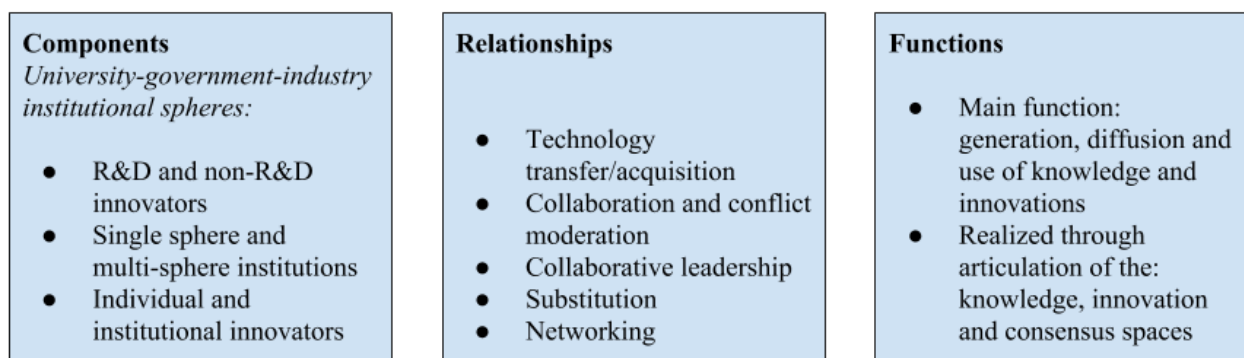 Components
University-government-industry
institutional spheres:
● R&D and non-R&D
innovators
● Single sphere and
multi-sphere institutions
● Individual and
institutional innovators
Relationships
● Technology
transfer/acquisition
● Collaboration and conflict
moderation
● Collaborative leadership
● Substitution
● Networking
Functions
● Main function:
generation, diffusion and
use of knowledge and
innovations
● Realized through
articulation of the:
knowledge, innovation
and consensus spaces